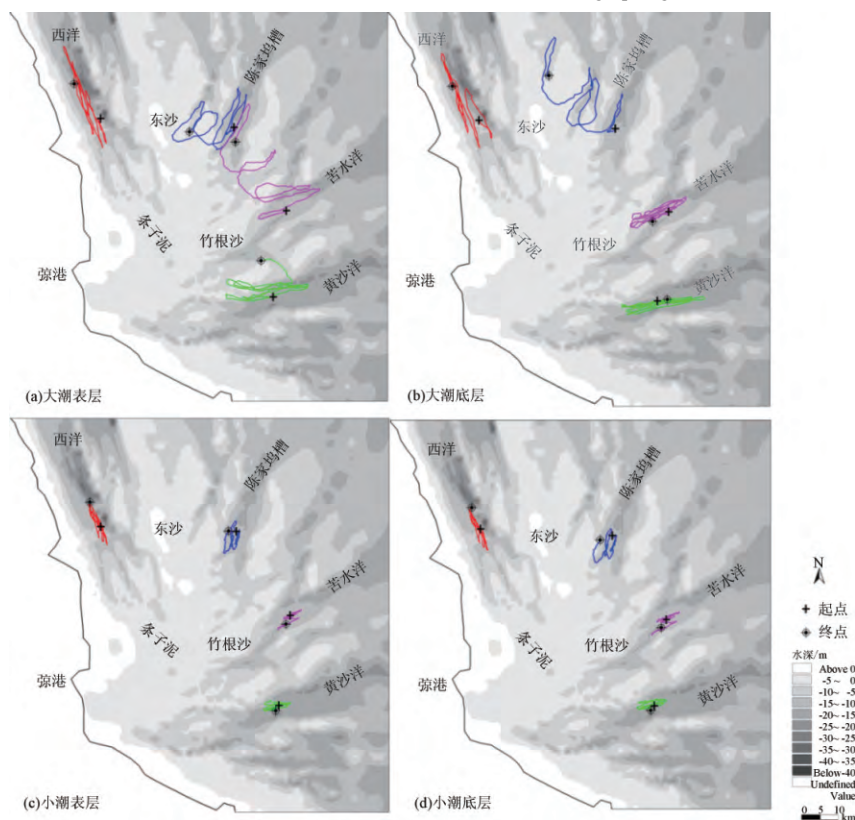 西洋
陈家坞槽
东沙
苦水洋
条子泥
竹根沙
弶港
黄沙洋
(a)大潮表层
西洋
陈家坞槽
东沙
苦水洋
条子泥
竹根沙
黄沙洋
(b)大潮底层
西洋
陈家坞槽
东沙
苦水洋
条子泥
竹根沙
弶港
黄沙洋
(c)小潮表层
西洋
陈家坞槽
东沙
苦水洋
条子泥
竹根沙
弶港
黄沙洋
(d)小潮底层
N
起点
终点
水深/m
Above 0
-5~ 0
-10~ -5
-15~-10
-20~-15
-25~-20
-30~-25
-35~-30
-40~-35
Below-40
Undefined
Value
0 5 10
km